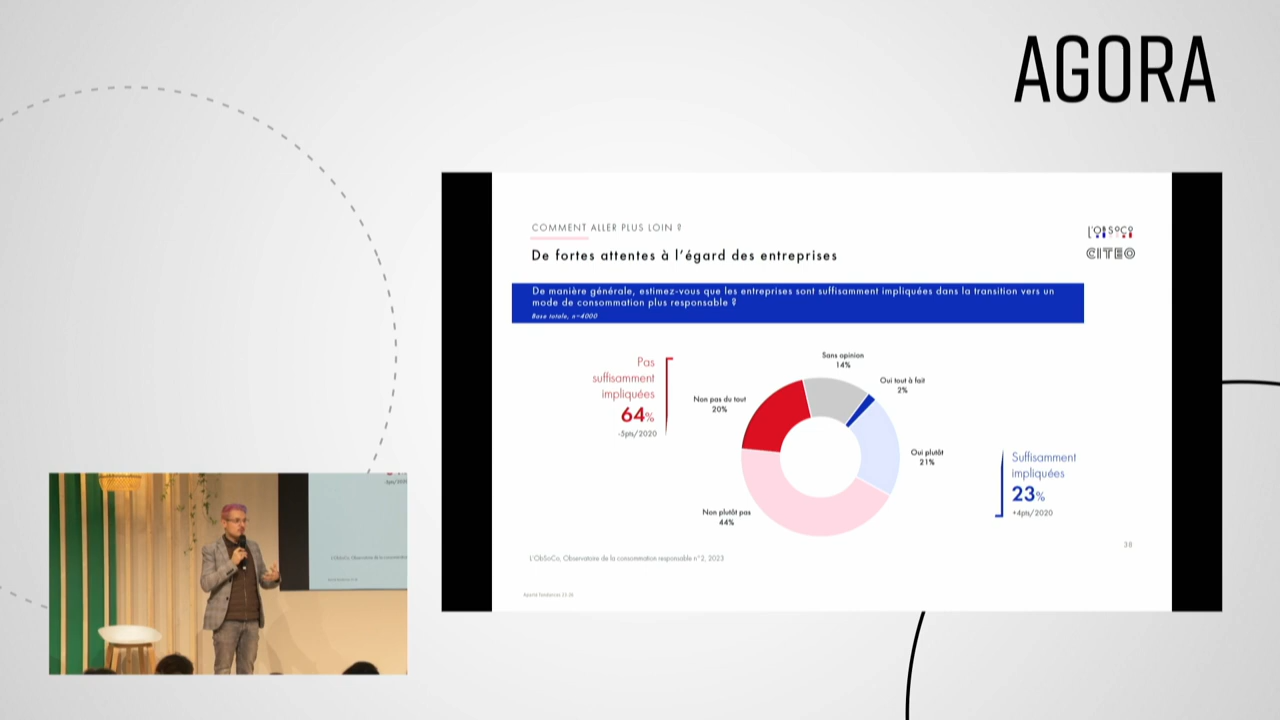 AGORA
COMMENT ALLER PLUS LOIN ?
De fortes attentes à l'égard des entreprises
L'OBSOCO
CITEO
De manière générale, estimez-vous que les entreprises sont suffisamment impliquées dans la transition vers un
mode de consommation plus responsable ?
Base totale, n=4000
Pas
suffisamment
impliquées
64%
-5pts/2020
Sans opinion
14%
Oui tout à fait
2%
Non pas du tout
20%
Oui plutôt
21%
Non plutôt pas
44%
Suffisamment
impliquées
23%
+4pts/2020
38
L'ObSoCo, Observatoire de la consommation responsable n°2, 2023